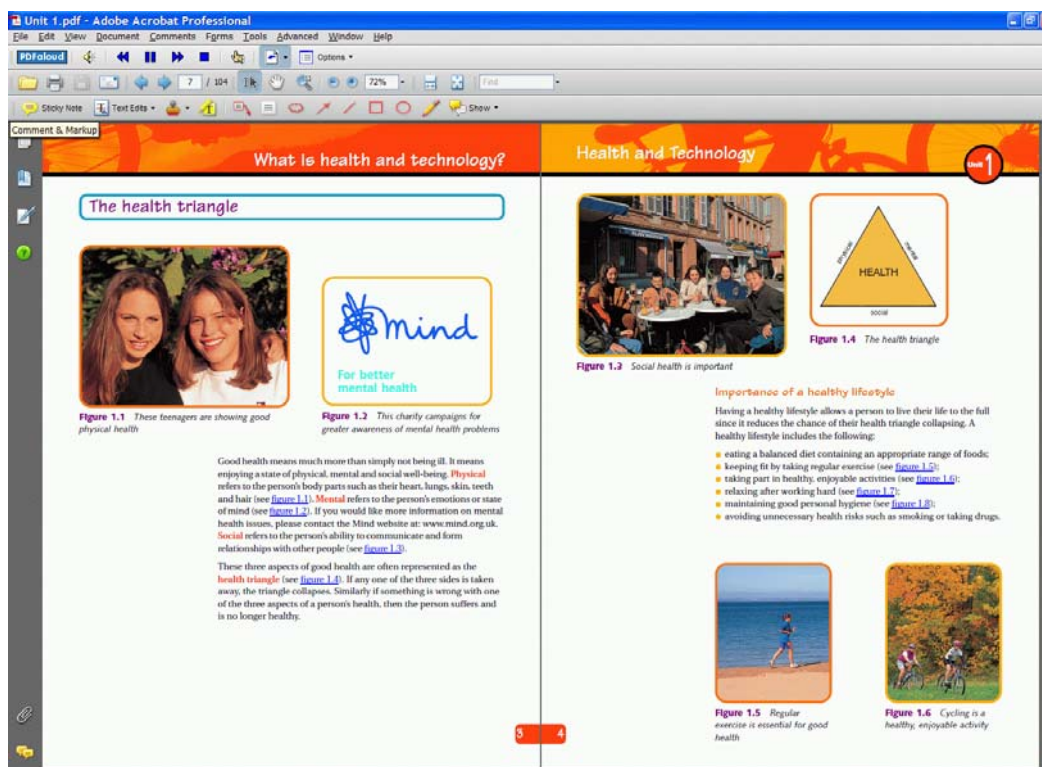 Unit 1.pdf - Adobe Acrobat Professional
File Edit View Document Comments Forms Tools Advanced Window Help
PDFaloud Options
7 / 104 72% Find
Sticky Note Text Edits Show
Comment & Markup
What is health and technology?
The health triangle
mind
For better
mental health
Figure 1.1 These teenagers are showing good
physical health
Figure 1.2 This charity campaigns for
greater awareness of mental health problems
Good health means much more than simply not being ill. It means
enjoying a state of physical, mental and social well-being. Physical
refers to the person's body parts such as their heart, lungs, skin, teeth
and hair (see figure 1.1). Mental refers to the person's emotions or state
of mind (see figure 1.2). If you would like more information on mental
health issues, please contact the Mind website at: www.mind.org.uk.
Social refers to the person's ability to communicate and form
relationships with other people (see figure 1.3).
These three aspects of good health are often represented as the
health triangle (see figure 1.4). If any one of the three sides is taken
away, the triangle collapses. Similarly if something is wrong with one
of the three aspects of a person's health, then the person suffers and
is no longer healthy.
3
Health and Technology
Unit 1
physical
mental
HEALTH
social
Figure 1.4 The health triangle
Figure 1.3 Social health is important
Importance of a healthy lifestyle
Having a healthy lifestyle allows a person to live their life to the full
since it reduces the chance of their health triangle collapsing. A
healthy lifestyle includes the following:
eating a balanced diet containing an appropriate range of foods;
keeping fit by taking regular exercise (see figure 1.5);
taking part in healthy, enjoyable activities (see figure 1.6);
relaxing after working hard (see figure 1.7);
maintaining good personal hygiene (see figure 1.8);
avoiding unnecessary health risks such as smoking or taking drugs.
Figure 1.5 Regular
exercise is essential for good
health
Figure 1.6 Cycling is a
healthy, enjoyable activity
4